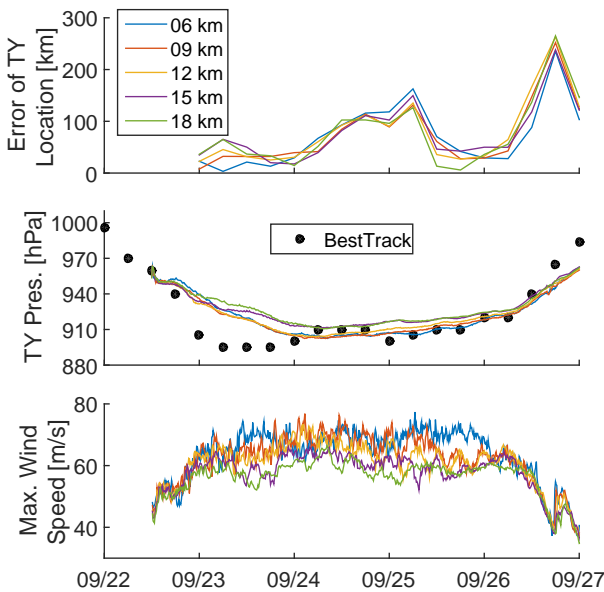 300
200
100
0
Error of TY
Location [km]
06 km
09 km
12 km
15 km
18 km
1000
970
940
910
880
TY Pres. [hPa]
BestTrack
80
60
40
Max. Wind
Speed [m/s]
09/22
09/23
09/24
09/25
09/26
09/27